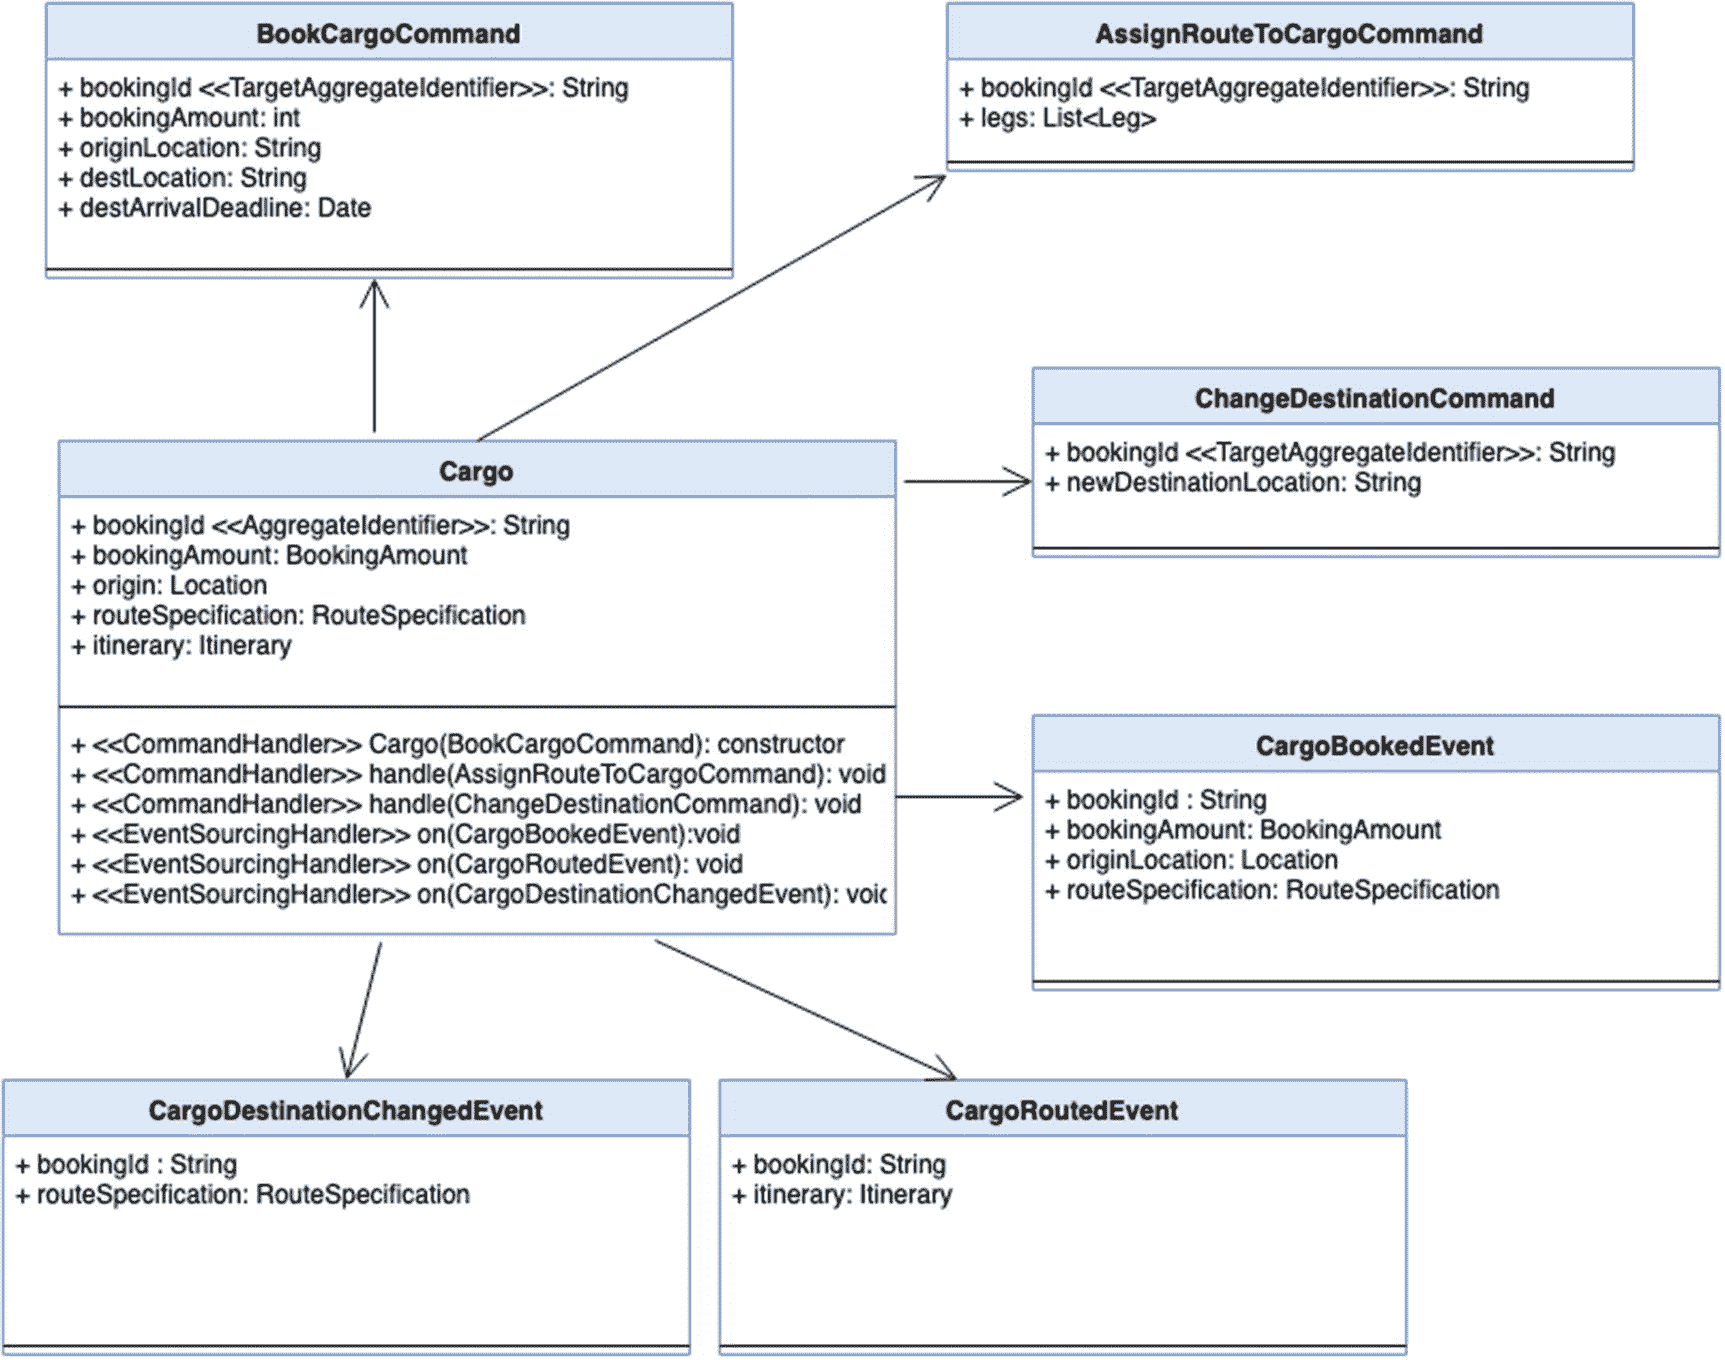 BookCargoCommand
+ bookingId <<TargetAggregateIdentifier>>: String
+ bookingAmount: int
+ originLocation: String
+ destLocation: String
+ destArrivalDeadline: Date
AssignRouteToCargoCommand
+ bookingId <<TargetAggregateIdentifier>>: String
+ legs: List<Leg>
ChangeDestinationCommand
+ bookingId <<TargetAggregateIdentifier>>: String
+ newDestinationLocation: String
Cargo
+ bookingId <<AggregateIdentifier>>: String
+ bookingAmount: BookingAmount
+ origin: Location
+ routeSpecification: RouteSpecification
+ itinerary: Itinerary
+ <<CommandHandler>> Cargo(BookCargoCommand): constructor
+ <<CommandHandler>> handle(AssignRouteToCargoCommand): void
+ <<CommandHandler>> handle(ChangeDestinationCommand): void
+ <<EventSourcingHandler>> on(CargoBookedEvent):void
+ <<EventSourcingHandler>> on(CargoRoutedEvent): void
+ <<EventSourcingHandler>> on(CargoDestinationChangedEvent): void
CargoBookedEvent
+ bookingId : String
+ bookingAmount: BookingAmount
+ originLocation: Location
+ routeSpecification: RouteSpecification
CargoDestinationChangedEvent
+ bookingId : String
+ routeSpecification: RouteSpecification
CargoRoutedEvent
+ bookingId: String
+ itinerary: Itinerary